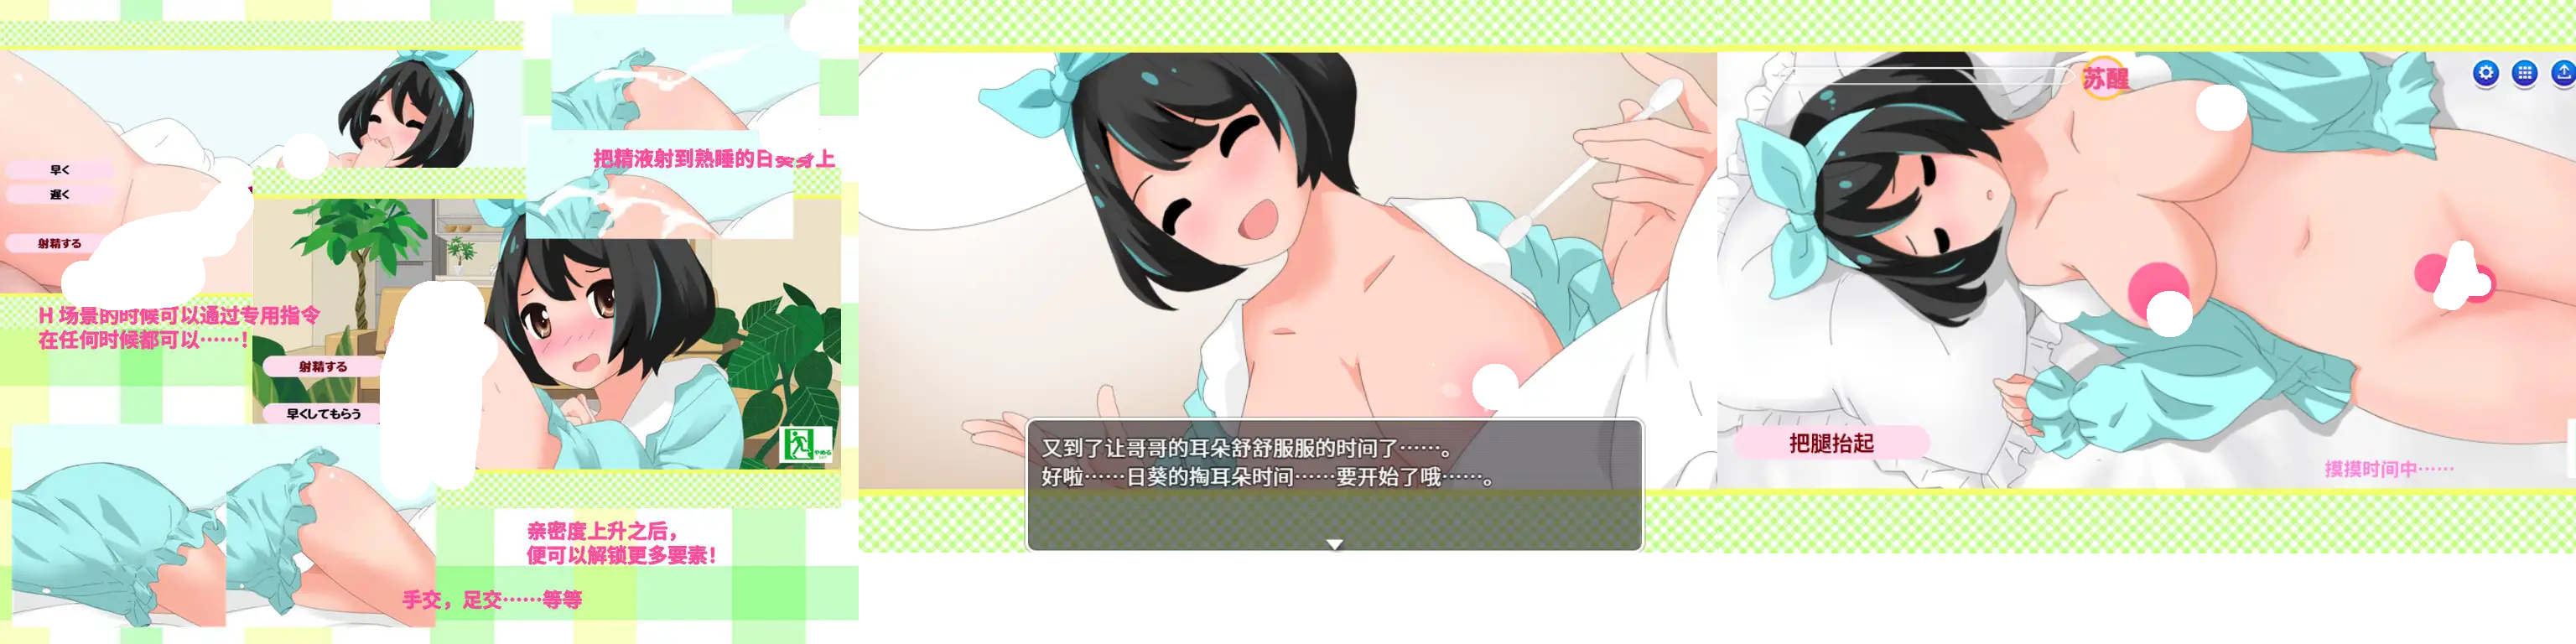 早く
遅く
射精する
把精液射到熟睡的日
上
H 场景的时候可以通过专用指令
在任何时候都可以……！
射精する
早くしてもらう
やめる
亲密度上升之后，
便可以解锁更多要素！
手交，足交……等等
又到了让哥哥的耳朵舒舒服服的时间了……。
好啦……日葵的掏耳朵时间……要开始了哦……。
苏醒
把腿抬起
摸摸时间中……